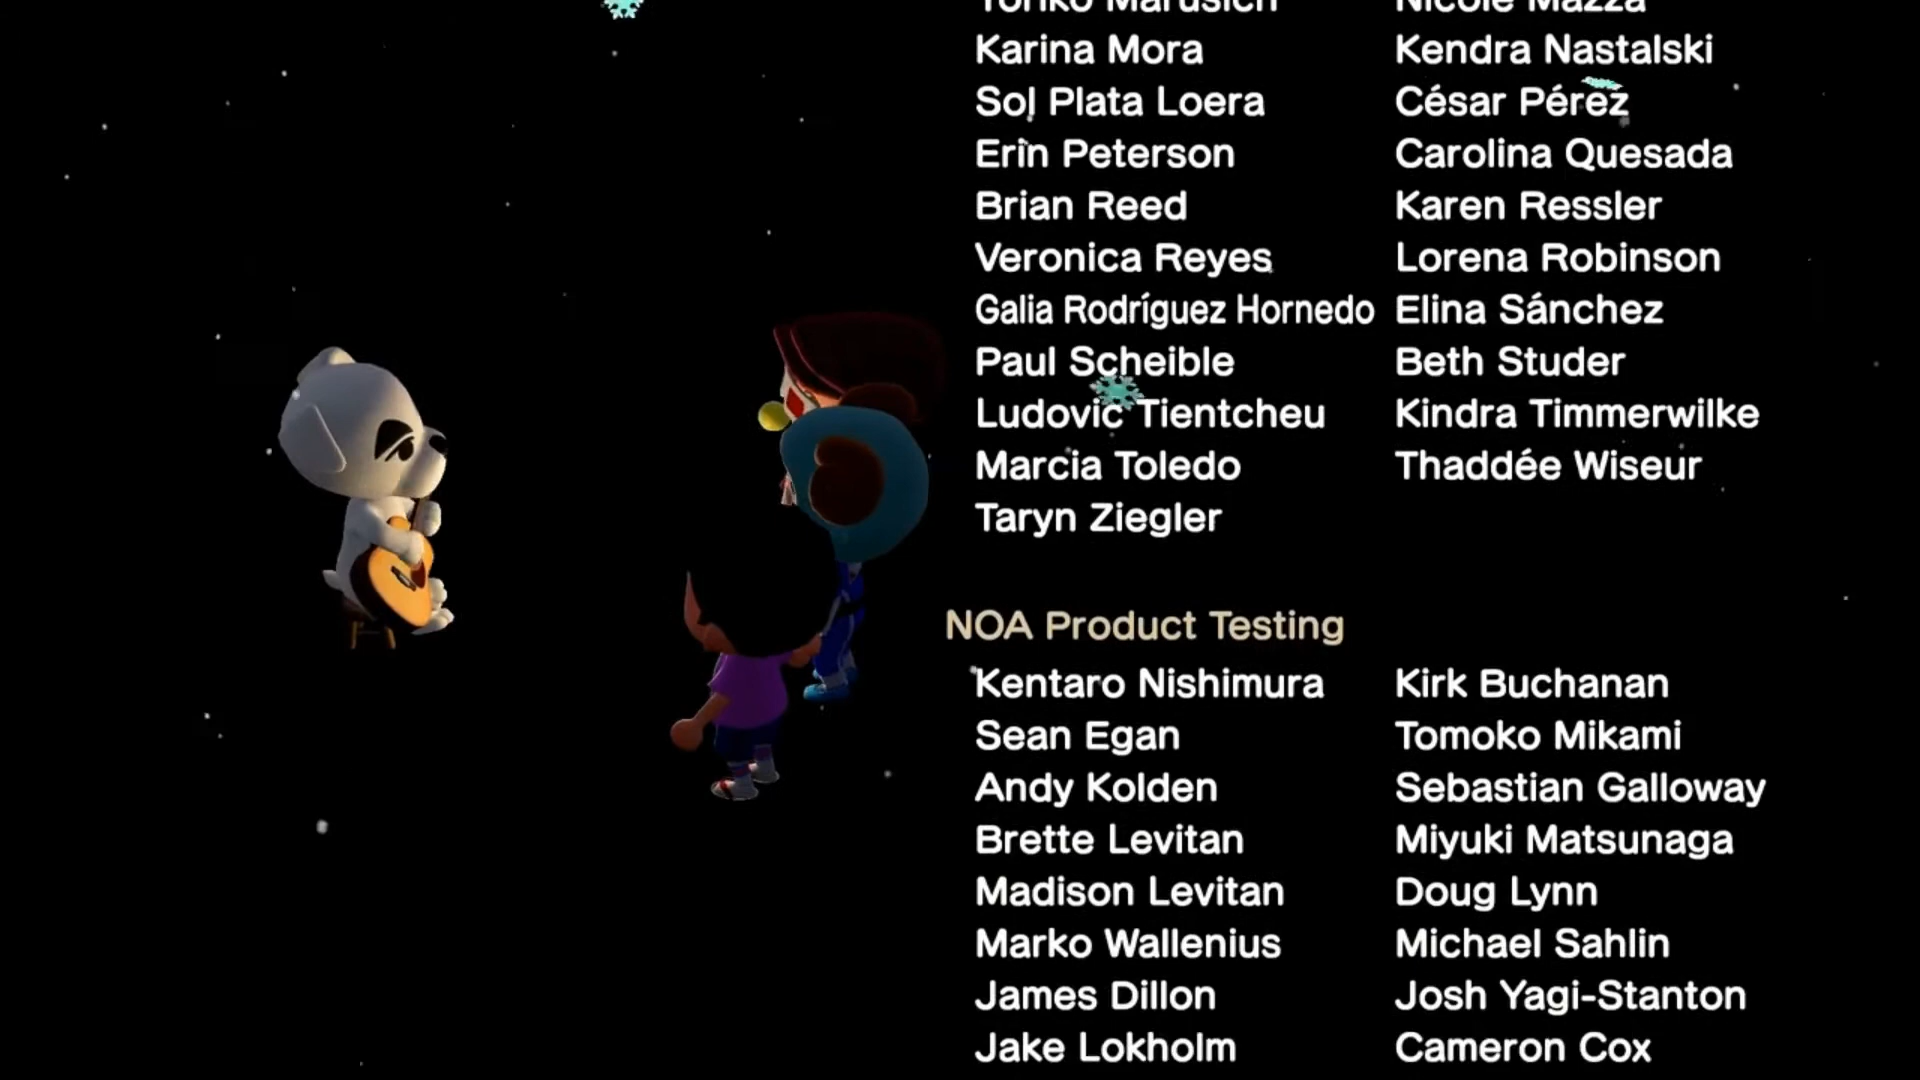 Yoriko Marusich Nicole Mazza
Karina Mora Kendra Nastalski
Sol Plata Loera César Pérez
Erin Peterson Carolina Quesada
Brian Reed Karen Ressler
Veronica Reyes Lorena Robinson
Galia Rodríguez Hornedo Elina Sánchez
Paul Scheible Beth Studer
Ludovic Tientcheu Kindra Timmerwilke
Marcia Toledo Thaddée Wiseur
Taryn Ziegler
NOA Product Testing
Kentaro Nishimura Kirk Buchanan
Sean Egan Tomoko Mikami
Andy Kolden Sebastian Galloway
Brette Levitan Miyuki Matsunaga
Madison Levitan Doug Lynn
Marko Wallenius Michael Sahlin
James Dillon Josh Yagi-Stanton
Jake Lokholm Cameron Cox